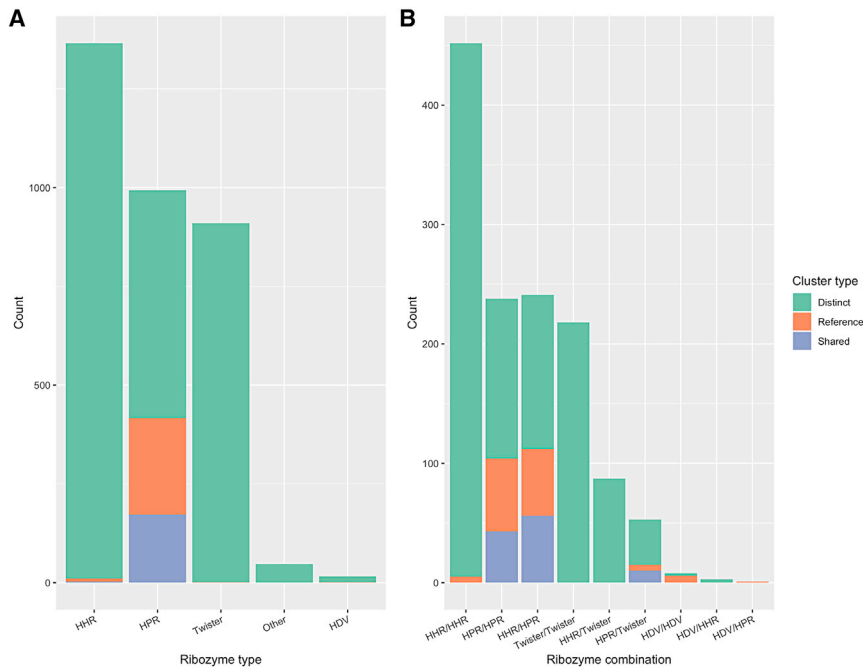 A
B
Count
1000
500
0
HHR
HPR
Twister
Other
HDV
Ribozyme type
Count
400
300
200
100
0
HHR/HHR
HPR/HPR
HHR/HPR
Twister/Twister
HHR/Twister
HPR/Twister
HDV/HDV
HDV/HHR
HDV/HPR
Ribozyme combination
Cluster type
Distinct
Reference
Shared